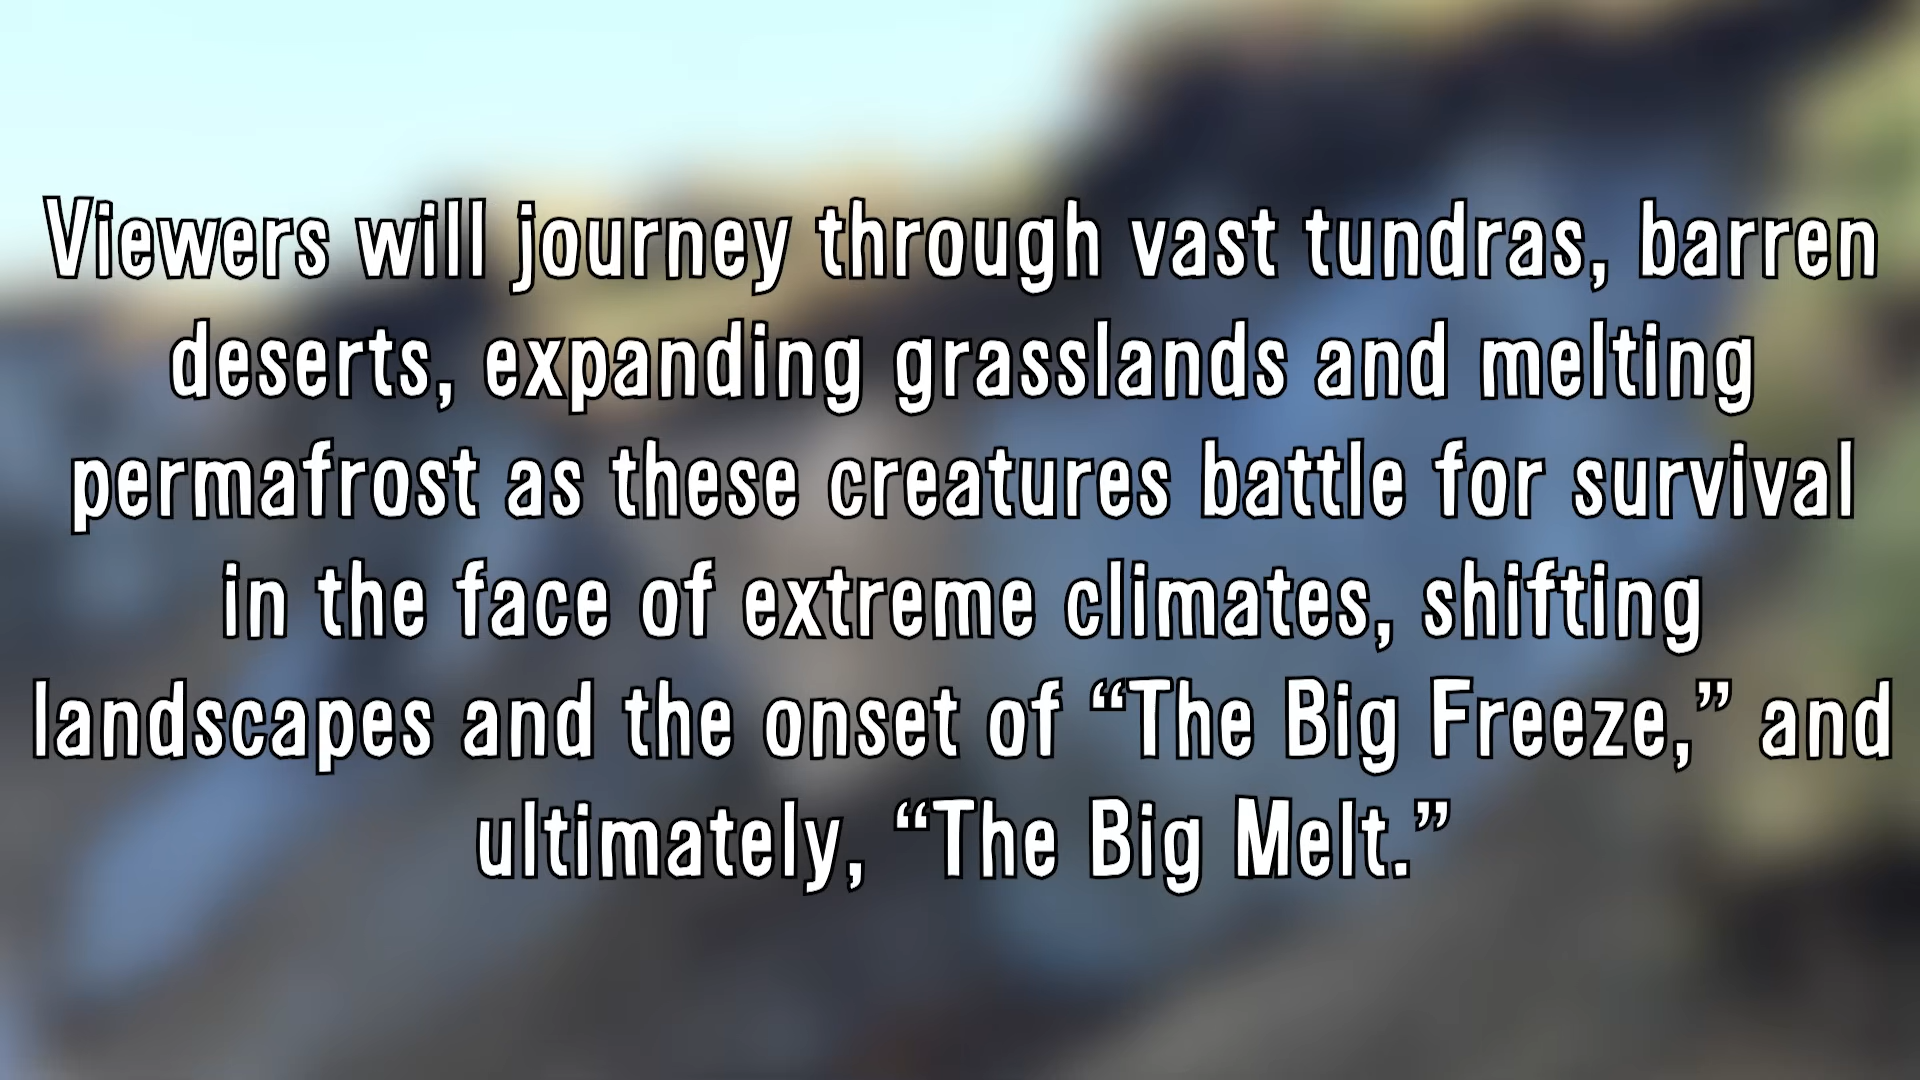 Viewers will journey through vast tundras, barren
deserts, expanding grasslands and melting
permafrost as these creatures battle for survival
in the face of extreme climates, shifting
landscapes and the onset of “The Big Freeze,” and
ultimately, “The Big Melt.”